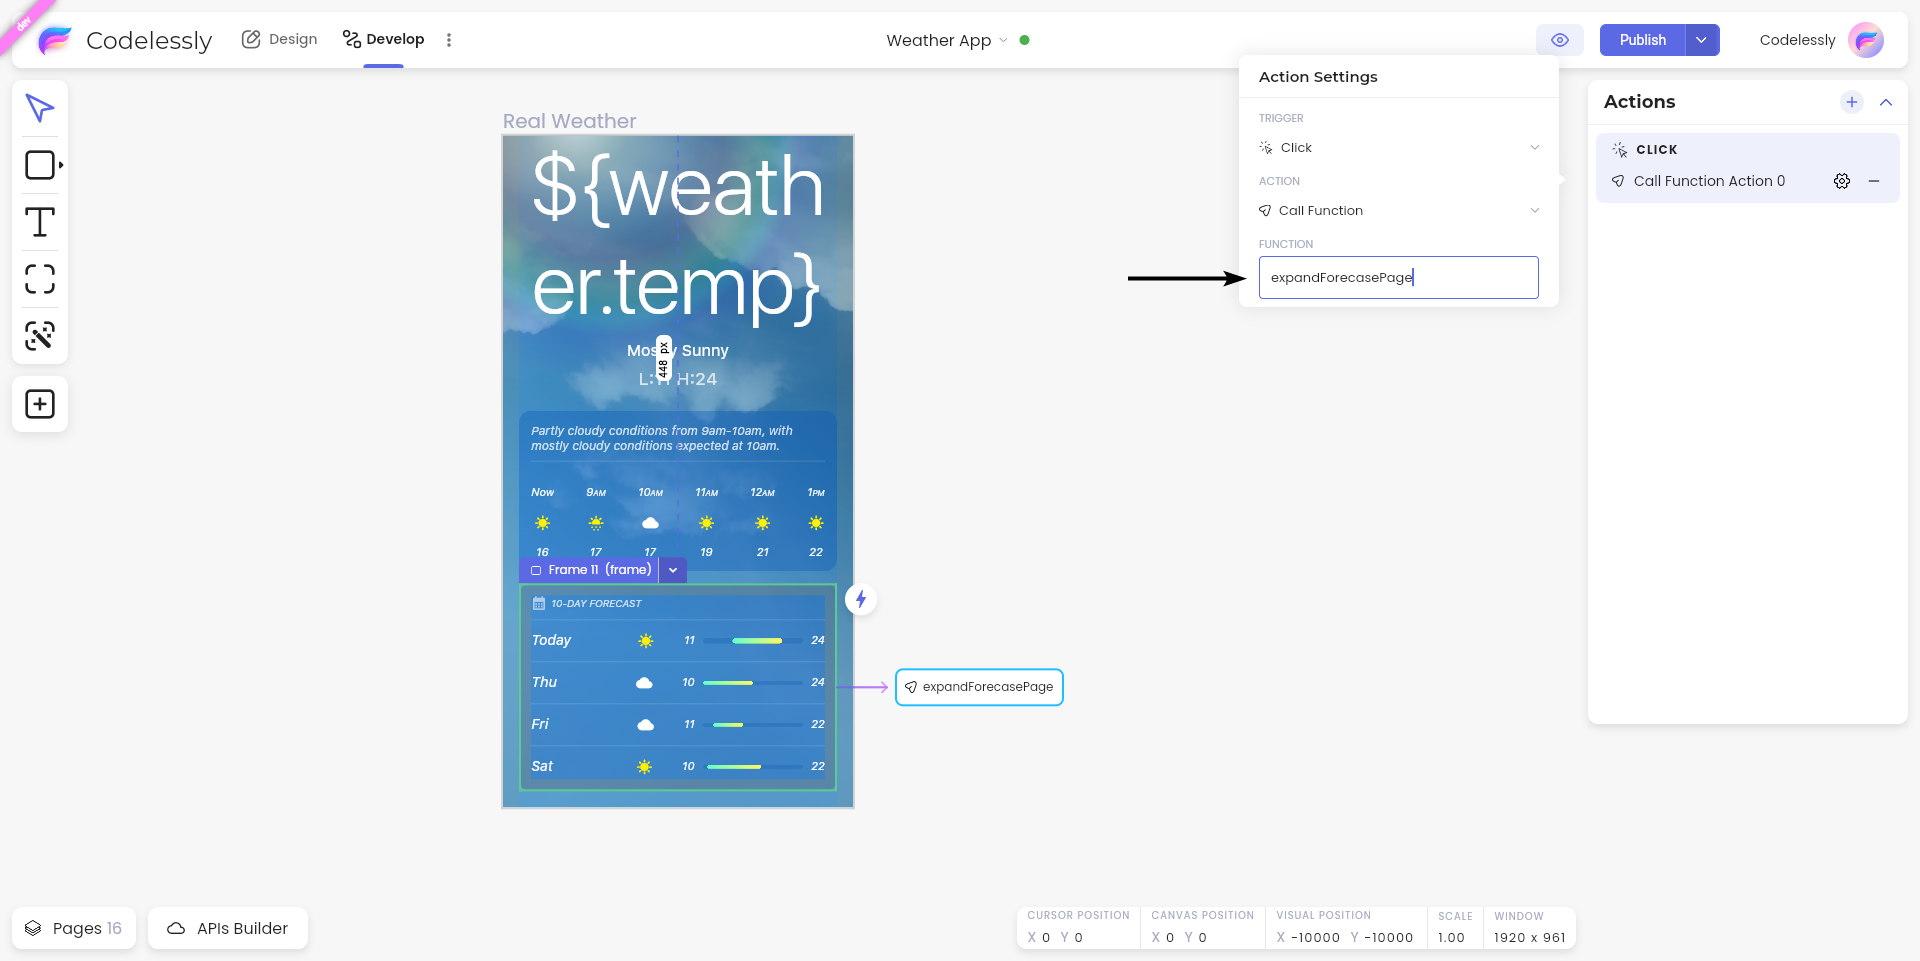 dev
Codelessly
Design
Develop
Weather App
Publish
Codelessly
Action Settings
TRIGGER
Click
ACTION
Call Function
FUNCTION
expandForecasePage
Actions
CLICK
Call Function Action 0
Real Weather
${weath
er.temp}
Sunny
448 px
H:24
Partly cloudy conditions from 9am-10am, with
mostly cloudy conditions expected at 10am.
Now 9AM 10AM 11AM 12AM 1PM
16 17 17 19 21 22
Frame 11 (frame)
10-DAY FORECAST
Today 11 24
Thu 10 24
Fri 11 22
Sat 10 22
expandForecasePage
Pages 16
APIs Builder
CURSOR POSITION
X 0 Y 0
CANVAS POSITION
X 0 Y 0
VISUAL POSITION
X -10000 Y -10000
SCALE
1.00
WINDOW
1920 x 961